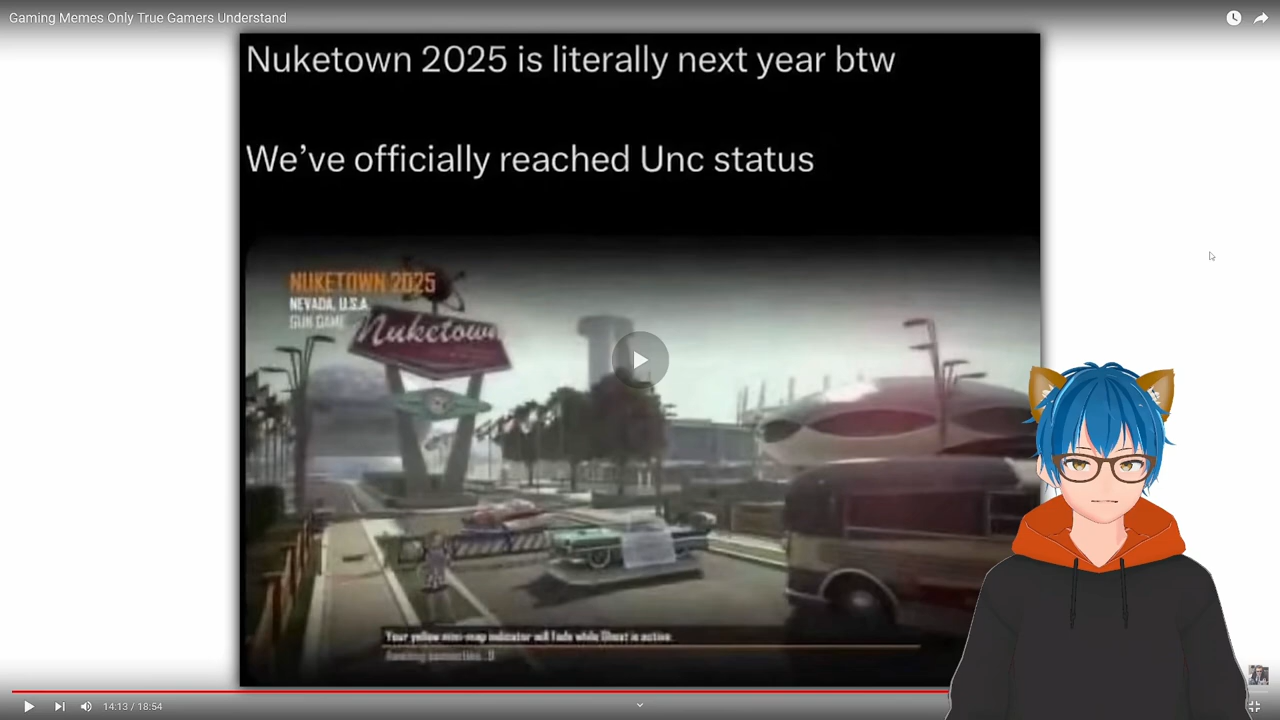 Gaming Memes Only True Gamers Understand
Nuketown 2025 is literally next year btw
We’ve officially reached Unc status
NUKETOWN 2025
NEVADA, U.S.A.
GUN GAME
Nuketown
Your yellow mini-map indicator will fade while Ghost is active.
14:13 / 18:54